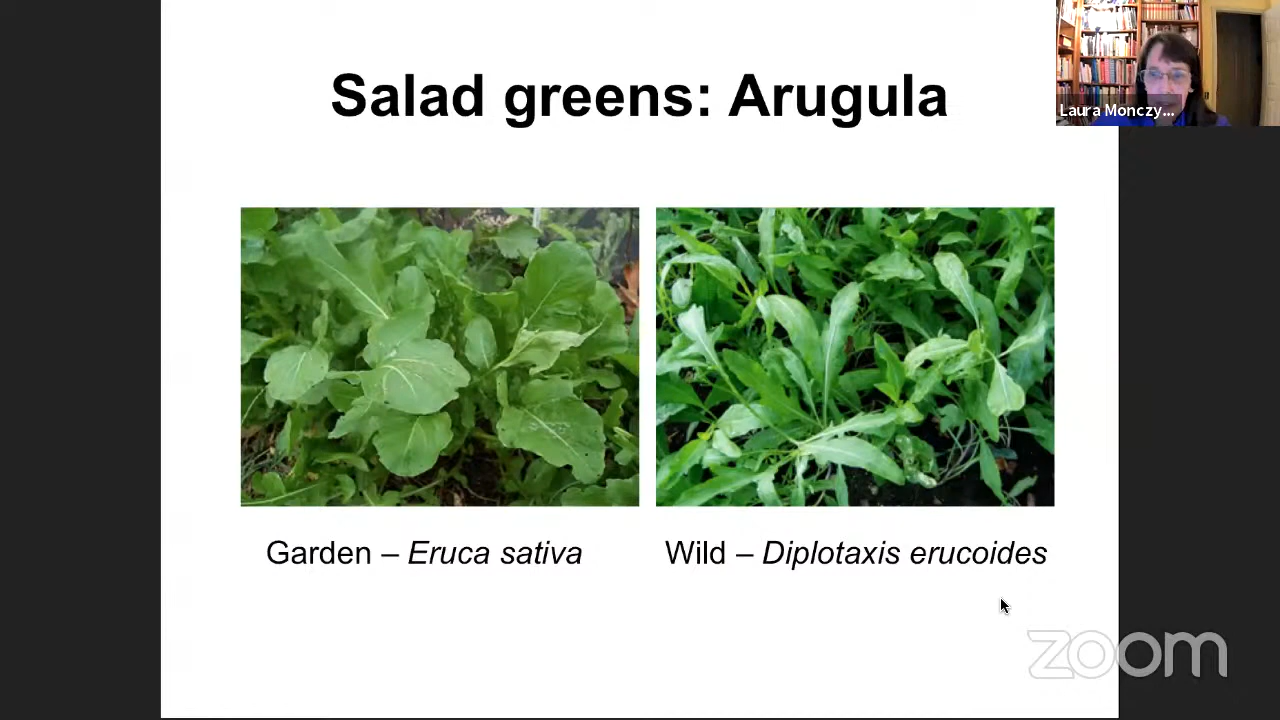 Salad greens: Arugula
Laura Monczy...
Garden – Eruca sativa
Wild – Diplotaxis erucoides
zoom